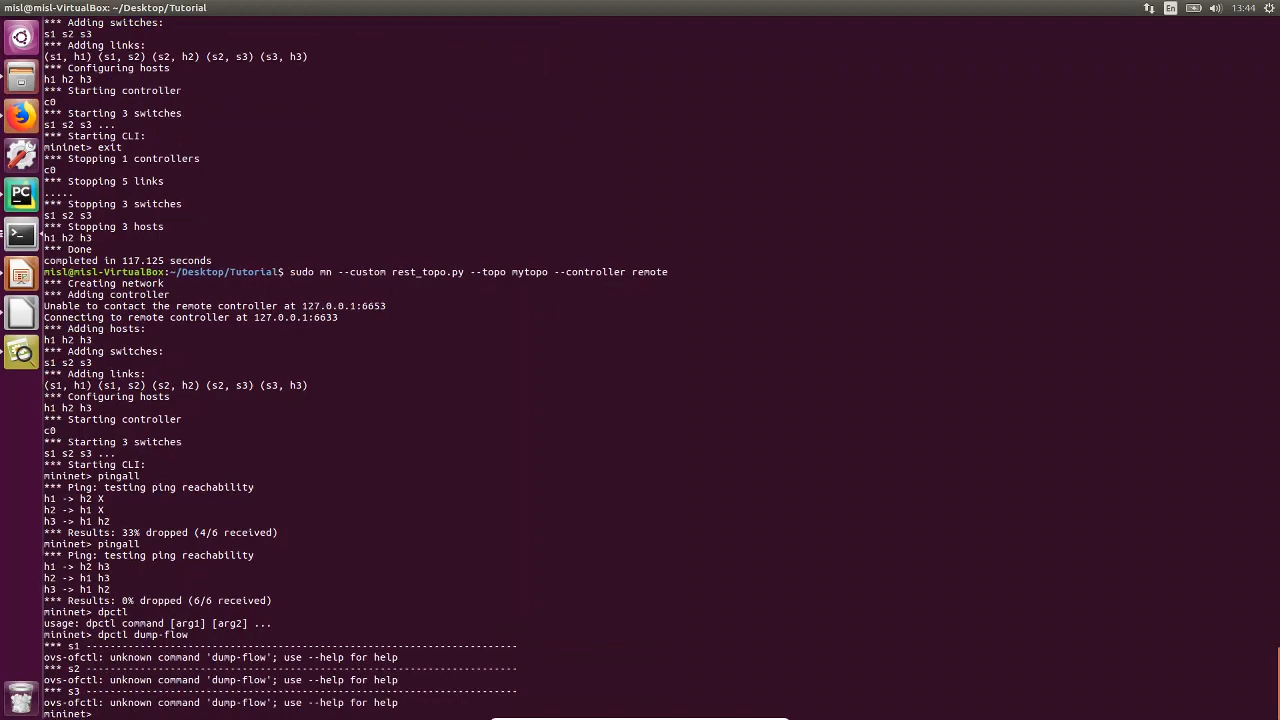 misl@misl-VirtualBox: ~/Desktop/Tutorial
En
13:44
*** Adding switches:
s1 s2 s3
*** Adding links:
(s1, h1) (s1, s2) (s2, h2) (s2, s3) (s3, h3)
*** Configuring hosts
h1 h2 h3
*** Starting controller
c0
*** Starting 3 switches
s1 s2 s3 ...
*** Starting CLI:
mininet> exit
*** Stopping 1 controllers
c0
*** Stopping 5 links
.....
*** Stopping 3 switches
s1 s2 s3
*** Stopping 3 hosts
h1 h2 h3
*** Done
completed in 117.125 seconds
misl@misl-VirtualBox:~/Desktop/Tutorial$ sudo mn --custom rest_topo.py --topo mytopo --controller remote
*** Creating network
*** Adding controller
Unable to contact the remote controller at 127.0.0.1:6653
Connecting to remote controller at 127.0.0.1:6633
*** Adding hosts:
h1 h2 h3
*** Adding switches:
s1 s2 s3
*** Adding links:
(s1, h1) (s1, s2) (s2, h2) (s2, s3) (s3, h3)
*** Configuring hosts
h1 h2 h3
*** Starting controller
c0
*** Starting 3 switches
s1 s2 s3 ...
*** Starting CLI:
mininet> pingall
*** Ping: testing ping reachability
h1 -> h2 X
h2 -> h1 X
h3 -> h1 h2
*** Results: 33% dropped (4/6 received)
mininet> pingall
*** Ping: testing ping reachability
h1 -> h2 h3
h2 -> h1 h3
h3 -> h1 h2
*** Results: 0% dropped (6/6 received)
mininet> dpctl
usage: dpctl command [arg1] [arg2] ...
mininet> dpctl dump-flow
*** s1 ------------------------------------------------------------------------
ovs-ofctl: unknown command 'dump-flow'; use --help for help
*** s2 ------------------------------------------------------------------------
ovs-ofctl: unknown command 'dump-flow'; use --help for help
*** s3 ------------------------------------------------------------------------
ovs-ofctl: unknown command 'dump-flow'; use --help for help
mininet>
PC